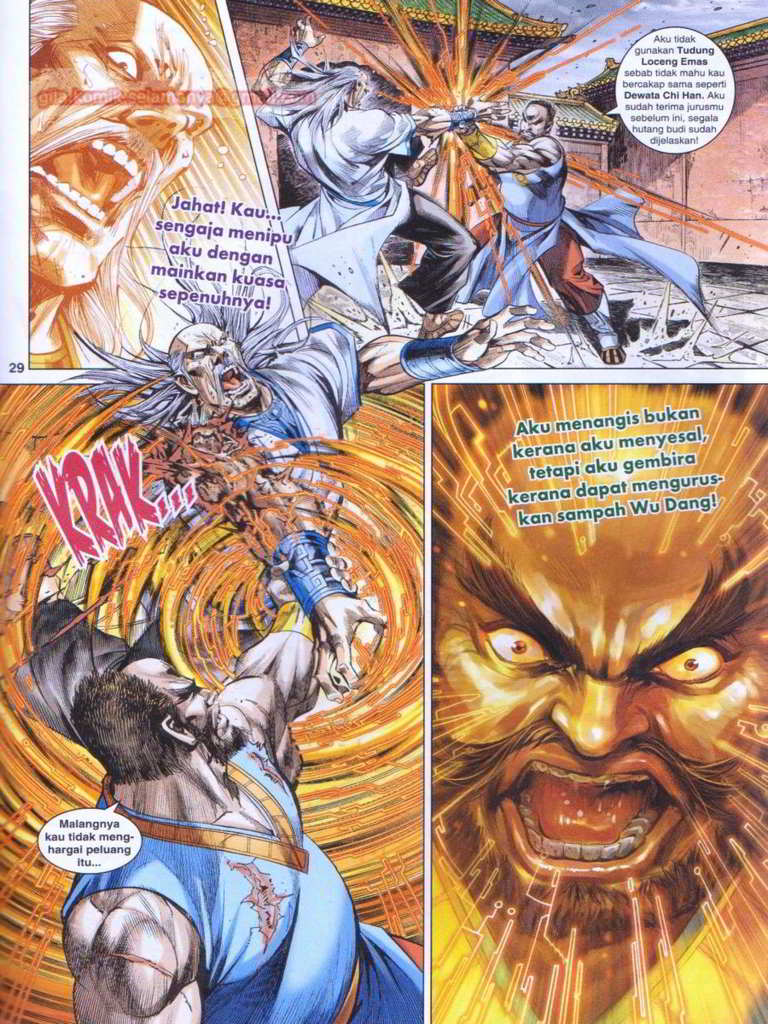 Aku tidak
gunakan Tudung
Loceng Emas
sebab tidak mahu kau
bercakap sama seperti
Dewata Chi Han. Aku
sudah terima jurusmu
sebelum ini, segala
hutang budi sudah
dijelaskan!
Jahat! Kau...
sengaja menipu
aku dengan
mainkan kuasa
sepenuhnya!
29
KRAK...
Malangnya
kau tidak meng-
hargai peluang
itu...
Aku menangis bukan
kerana aku menyesal,
tetapi aku gembira
kerana dapat mengurus-
kan sampah Wu Dang!